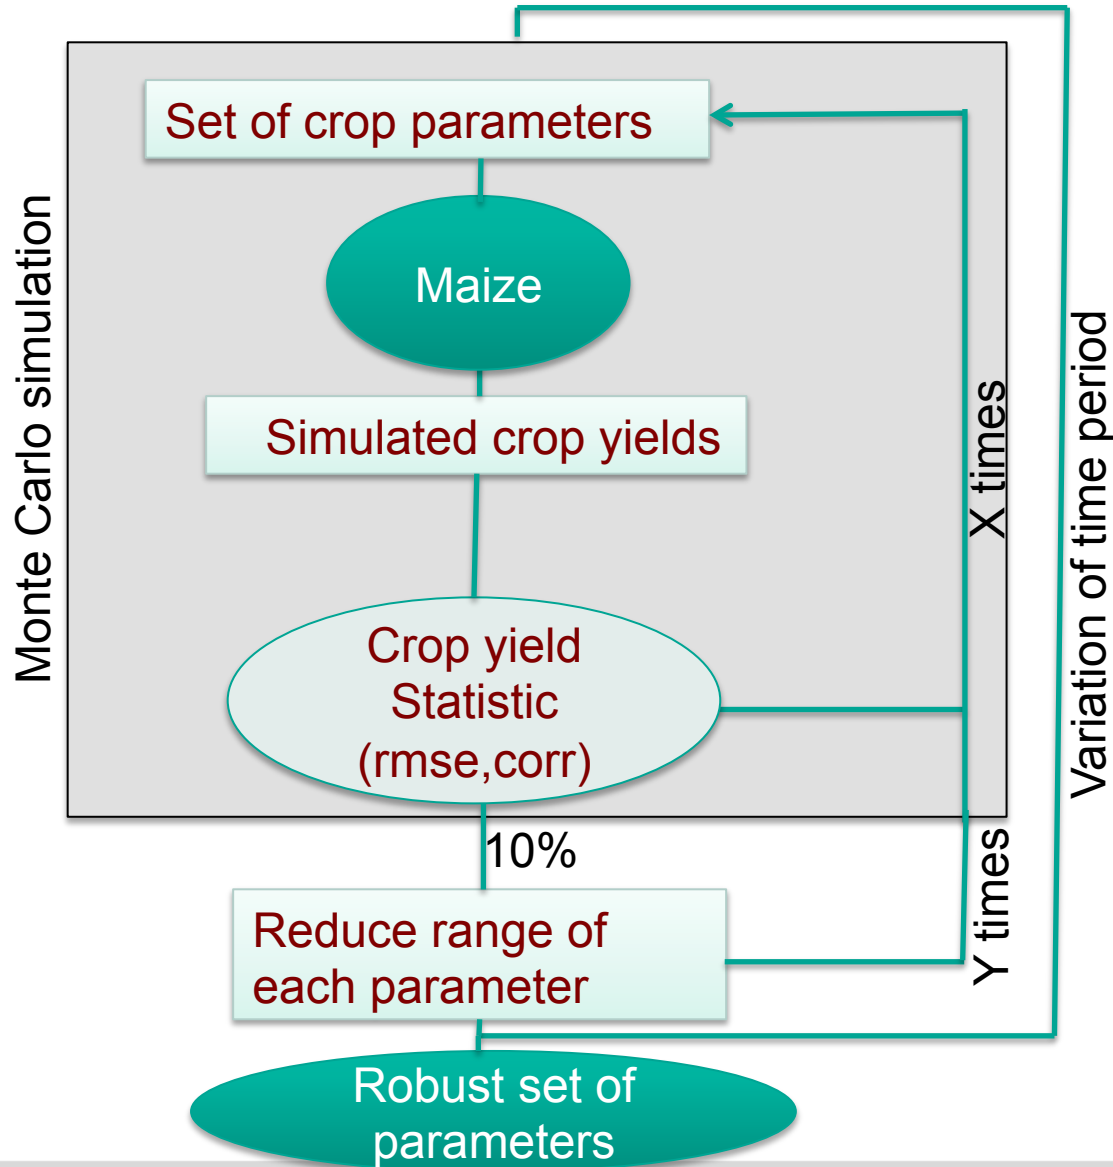 Monte Carlo simulation
Set of crop parameters
Maize
Simulated crop yields
Crop yield
Statistic
(rmse,corr)
X times
Variation of time period
10%
Y times
Reduce range of
each parameter
Robust set of
parameters